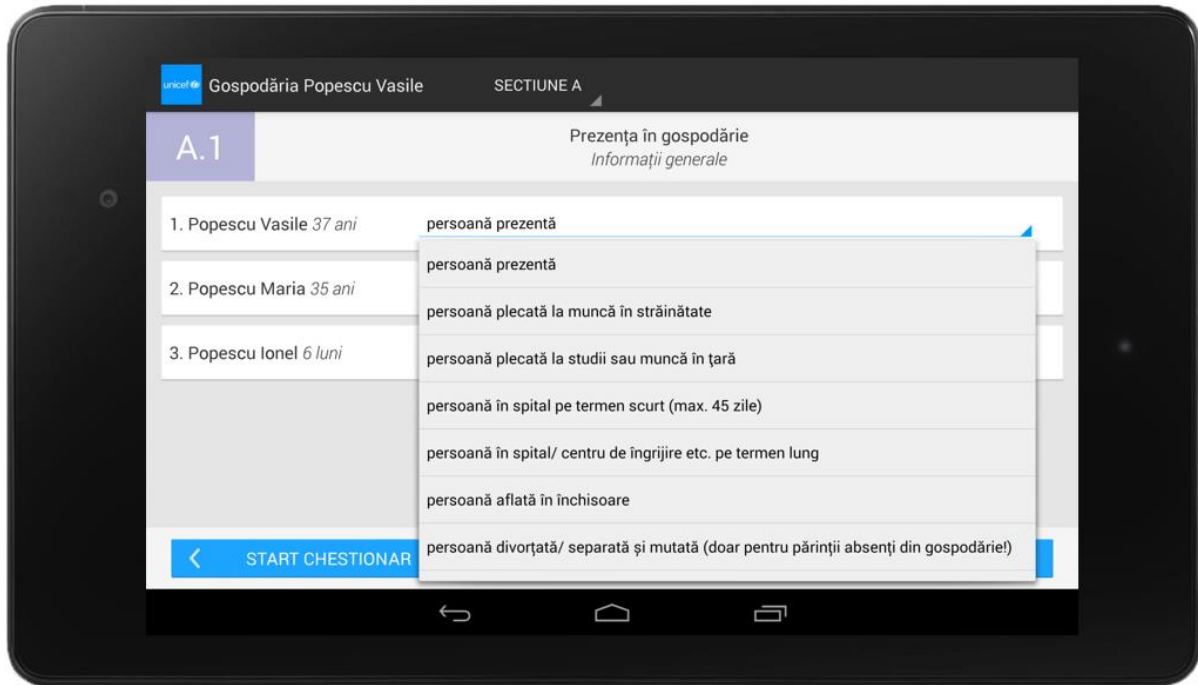 unicef
Gospodăria Popescu Vasile
SECTIUNE A
A.1
Prezența în gospodărie
Informații generale
1. Popescu Vasile 37 ani
persoană prezentă
persoană prezentă
2. Popescu Maria 35 ani
persoană plecată la muncă în străinătate
3. Popescu Ionel 6 luni
persoană plecată la studii sau muncă în țară
persoană în spital pe termen scurt (max. 45 zile)
persoană în spital/ centru de îngrijire etc. pe termen lung
persoană aflată în închisoare
persoană divorțată/ separată și mutată (doar pentru părinții absenți din gospodărie!)
START CHESTIONAR